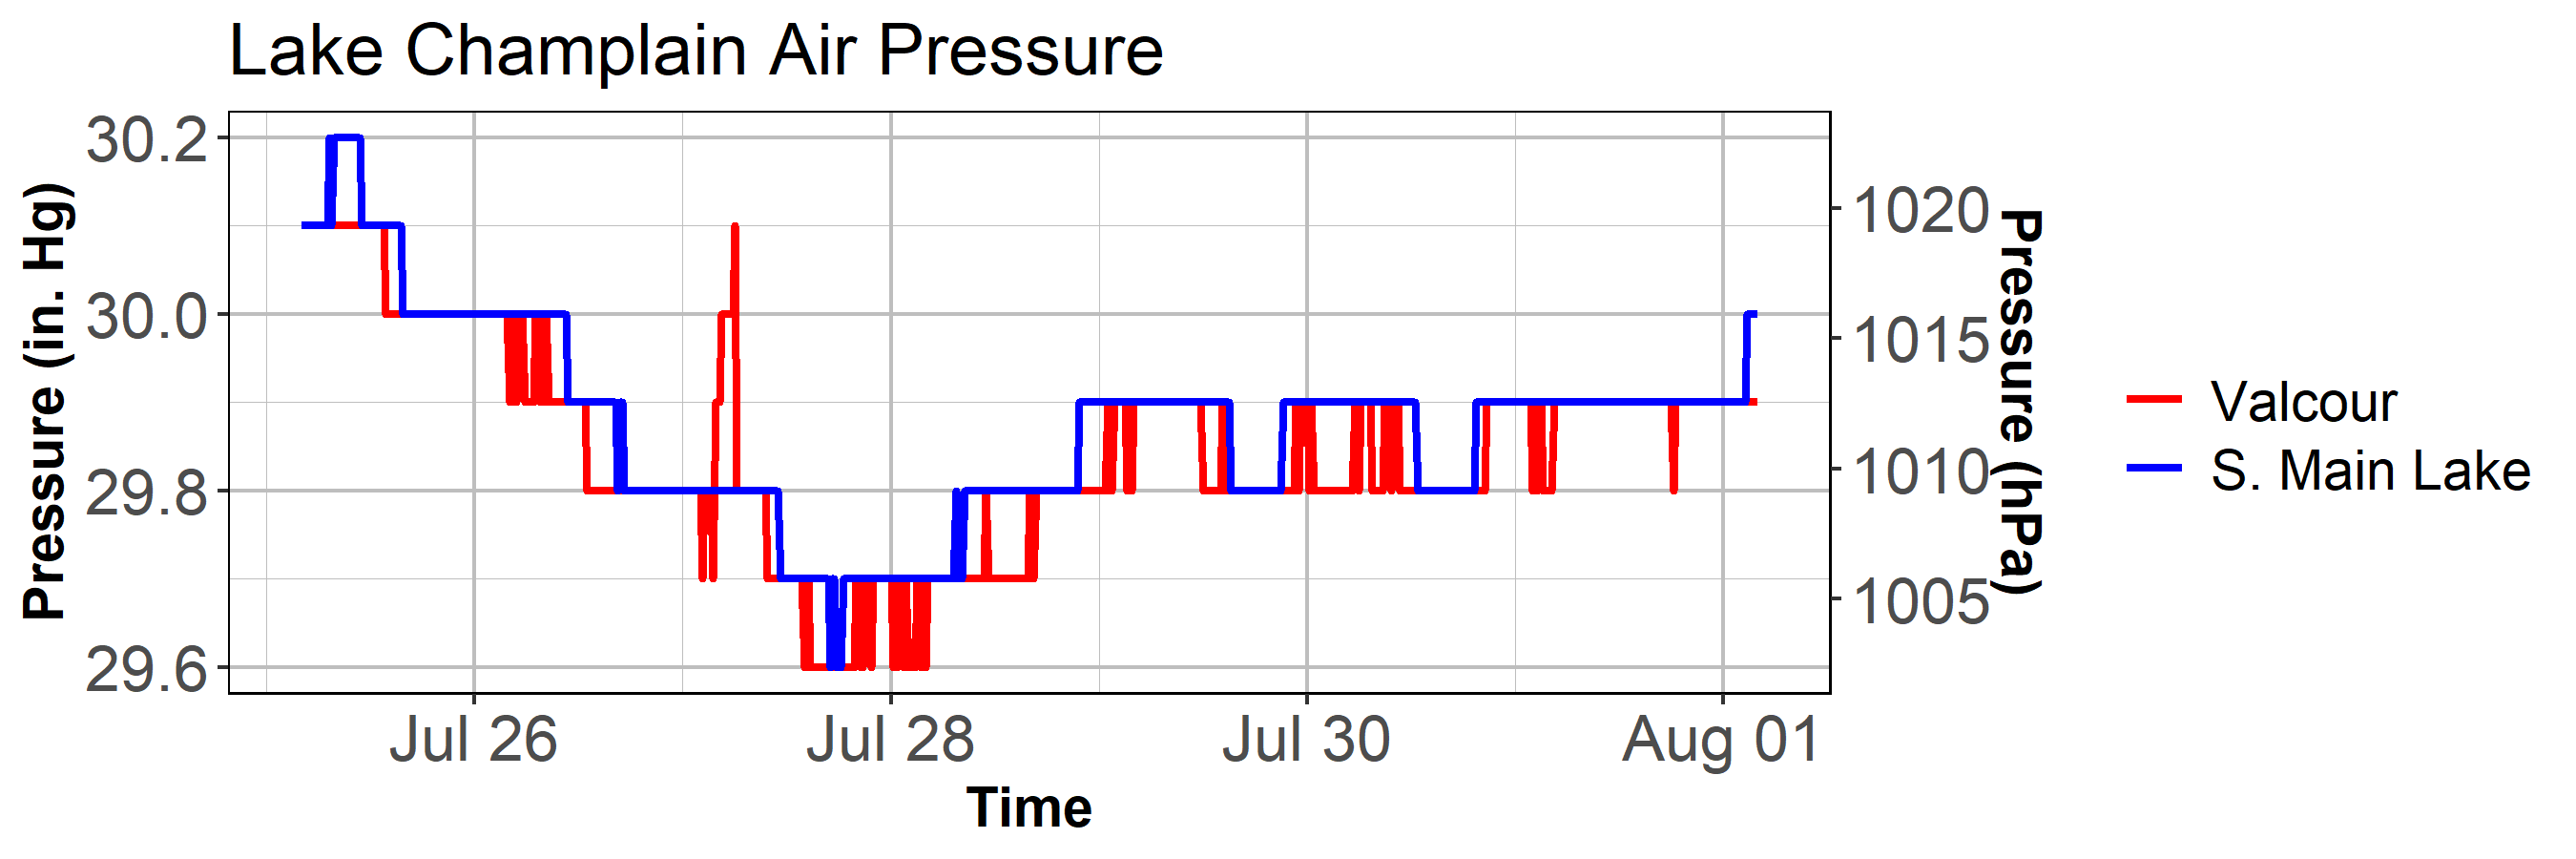 Lake Champlain Air Pressure
30.2
30.0
29.8
29.6
Pressure (in. Hg)
1020
1015
1010
1005
Pressure (hPa)
Jul 26
Jul 28
Jul 30
Aug 01
Time
Valcour
S. Main Lake